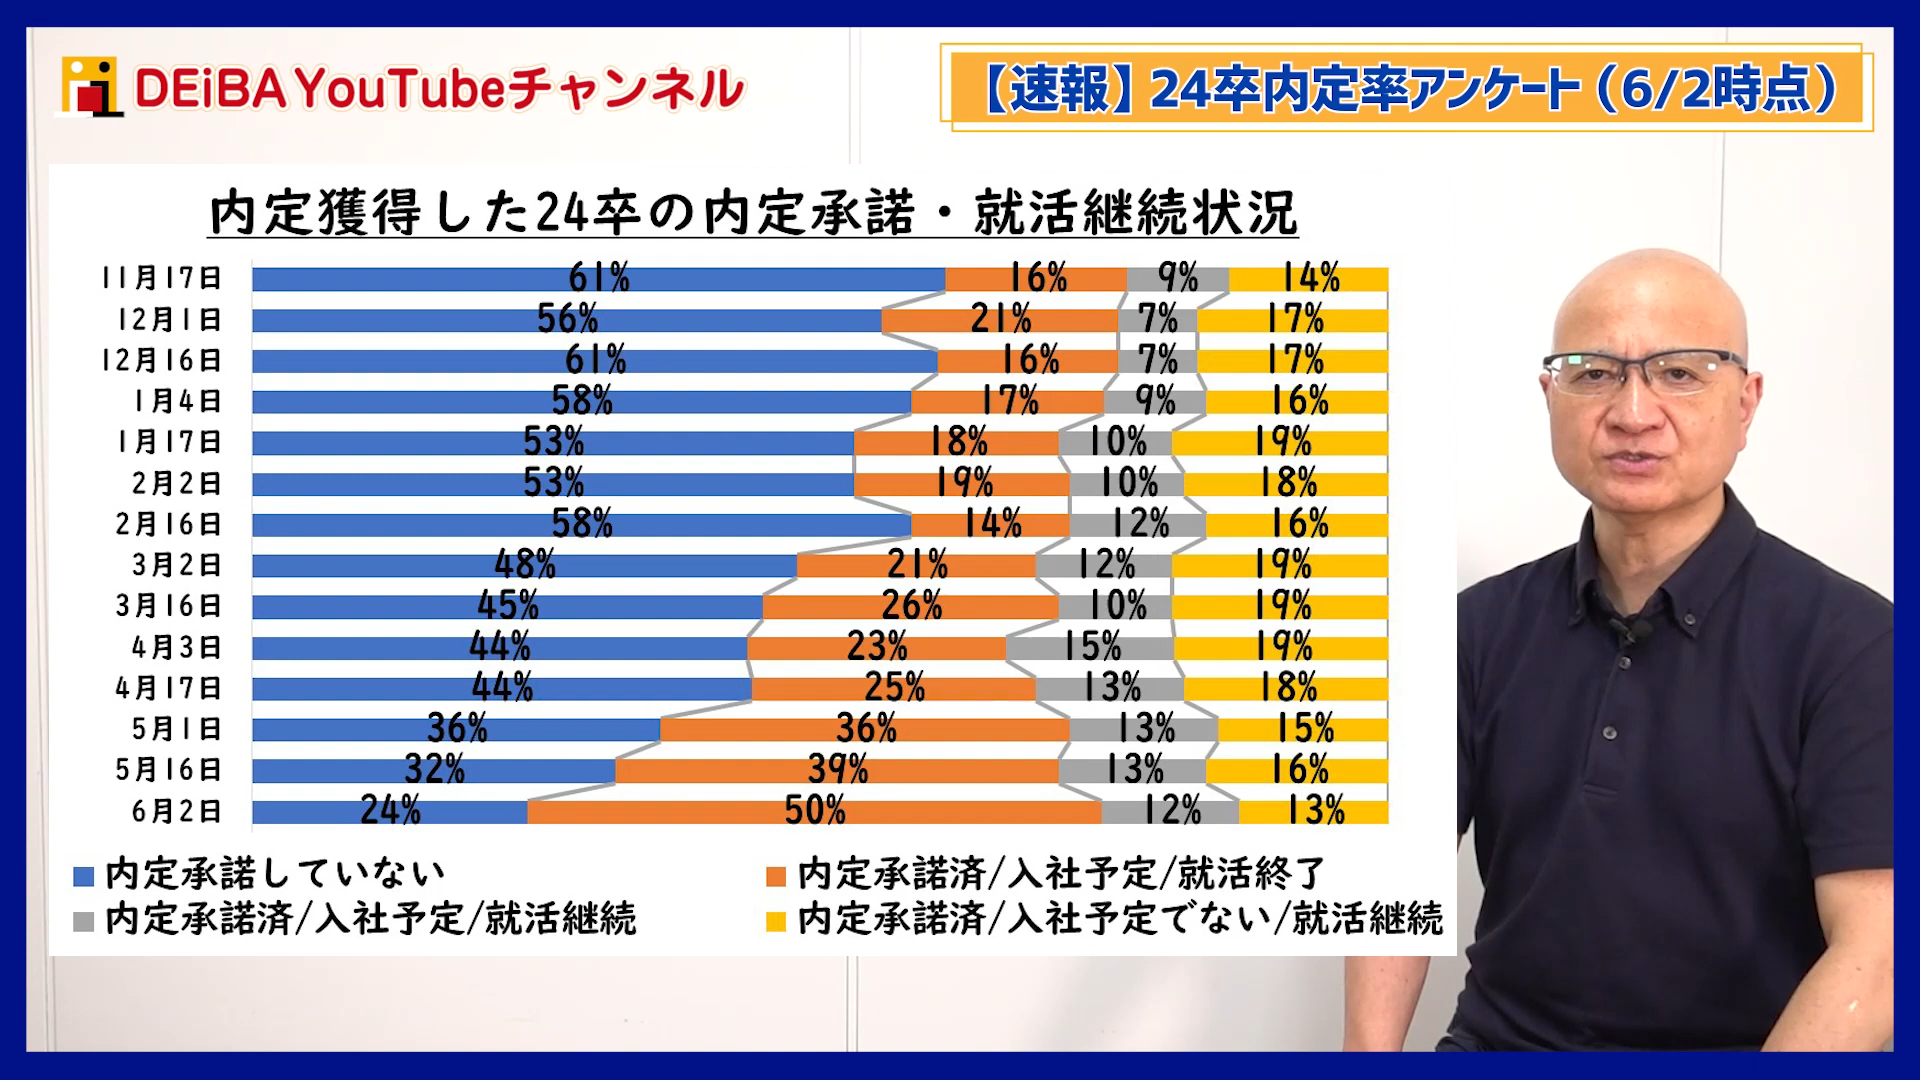 DEiBA YouTubeチャンネル
【速報】24卒内定率アンケート（6/2時点）
内定獲得した24卒の内定承諾・就活継続状況
11月17日 61% 16% 9% 14%
12月1日 56% 21% 7% 17%
12月16日 61% 16% 7% 17%
1月4日 58% 17% 9% 16%
1月17日 53% 18% 10% 19%
2月2日 53% 19% 10% 18%
2月16日 58% 14% 12% 16%
3月2日 48% 21% 12% 19%
3月16日 45% 26% 10% 19%
4月3日 44% 23% 15% 19%
4月17日 44% 25% 13% 18%
5月1日 36% 36% 13% 15%
5月16日 32% 39% 13% 16%
6月2日 24% 50% 12% 13%
内定承諾していない
内定承諾済/入社予定/就活終了
内定承諾済/入社予定/就活継続
内定承諾済/入社予定でない/就活継続